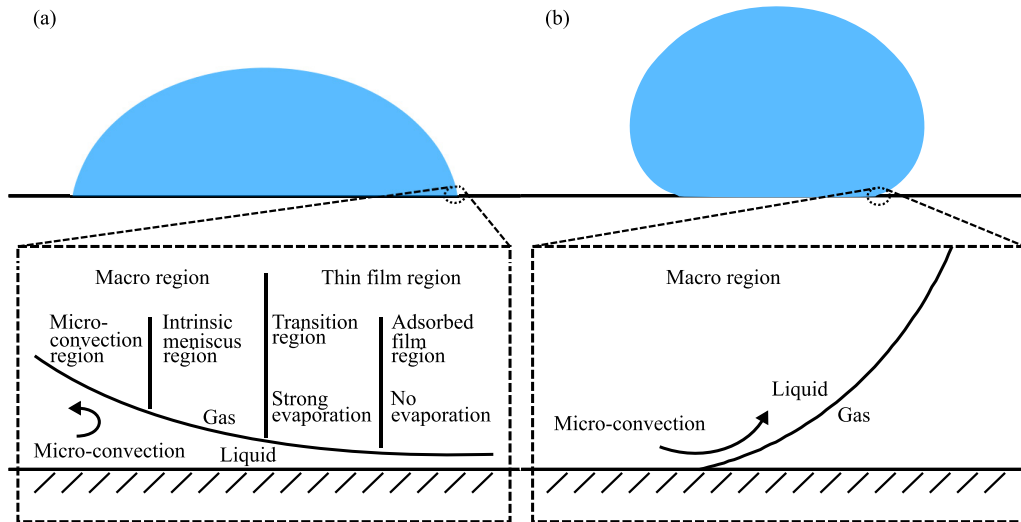 (a)
Macro region
Thin film region
Micro-
convection
region
Intrinsic
meniscus
region
Transition
region
Adsorbed
film
region
Strong
evaporation
No
evaporation
Gas
Micro-convection
Liquid
(b)
Macro region
Liquid
Gas
Micro-convection